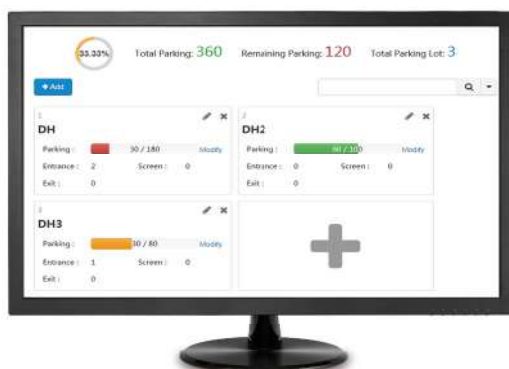 33.33% Total Parking: 360 Remaining Parking: 120 Total Parking Lot: 3
+ Add
1
DH
Parking : 30 / 180 Modify
Entrance : 2 Screen : 0
Exit : 0
2
DH2
Parking : 60 / 100 Modify
Entrance : 0 Screen : 0
Exit : 0
3
DH3
Parking : 30 / 80 Modify
Entrance : 1 Screen : 0
Exit : 0